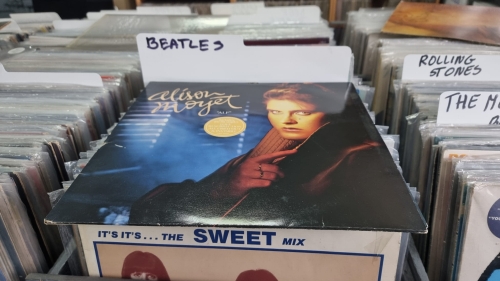 BEATLES
ROLLING
STONES
THE
Alison
Moyet
IT'S IT'S... THE SWEET MIX